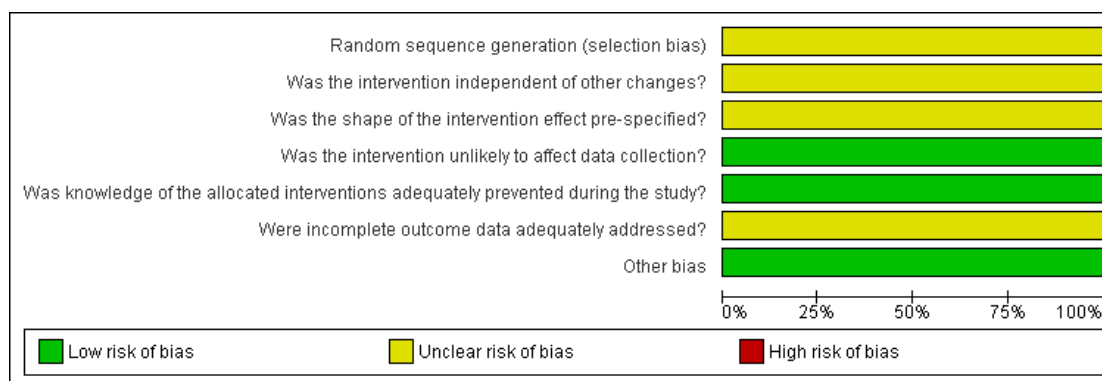 Random sequence generation (selection bias)
Was the intervention independent of other changes?
Was the shape of the intervention effect pre-specified?
Was the intervention unlikely to affect data collection?
Was knowledge of the allocated interventions adequately prevented during the study?
Were incomplete outcome data adequately addressed?
Other bias
0% 25% 50% 75% 100%
Low risk of bias Unclear risk of bias High risk of bias